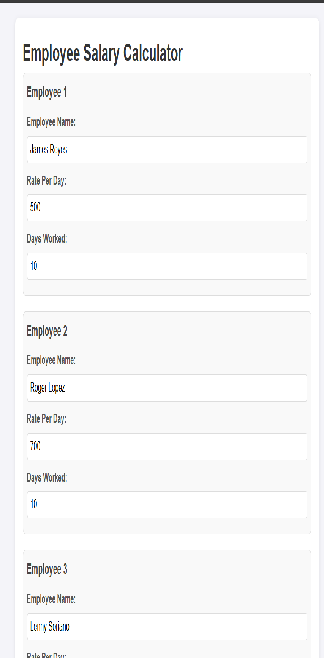 Employee Salary Calculator
Employee 1
Employee Name:
James Reyes
Rate Per Day:
500
Days Worked:
10
Employee 2
Employee Name:
Roger Lopez
Rate Per Day:
700
Days Worked:
10
Employee 3
Employee Name:
Lenny Soriano
Rate Per Day: